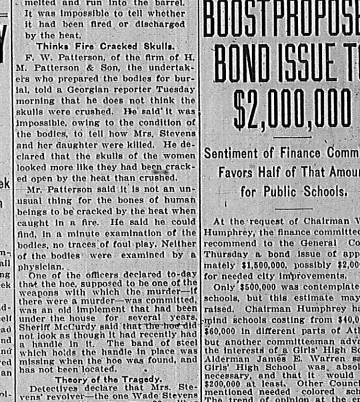 melted and run into the barrel.
It was impossible to tell whether
it had been fired or discharged
by the heat.
Thinks Fire Cracked Skulls.
F. W. Patterson, of the firm of H.
M. Patterson & Son, the undertak-
ers who prepared the bodies for bur-
ial, told a Georgian reporter Tuesday
morning that he does not think the
skulls were crushed. He said it was
impossible, owing to the condition of
the bodies, to tell how Mrs. Stevens
and her daughter were killed. He de-
clared that the skulls of the women
looked more like they had been crack-
ed open by the heat than crushed.
Mr. Patterson said it is not an un-
usual thing for the bones of human
beings to be cracked by the heat when
caught in a fire. He said he could
find, in a minute examination of the
bodies, no traces of foul play. Neither
of the bodies were examined by a
physician.
One of the officers declared to-day
that the hoe, supposed to be one of the
weapons with which the murder—if
there were a murder—was committed,
was an old implement that had been
under the house for several years.
Sheriff McCurdy said that the hoe did
not look as though it had recently had
a handle in it. The band of steel
which holds the handle in place was
missing when the hoe was found, and
has not been located.
Theory of the Tragedy.
Detectives declare that Mrs. Ste-
vens' revolver—the one Wade Stevens
BOOST PROPOSE
BOND ISSUE T
$2,000,000
Sentiment of Finance Comm
Favors Half of That Amou
for Public Schools.
At the request of Chairman W
Humphrey, the finance committee
recommend to the General
Thursday a bond issue of app
mately $1,500,000, possibly $2,00
for needed city improvements.
Only $500,000 was contemplate
schools, but this estimate may
raised. Chairman Humphrey ha
mind schools costing from $40,0
$60,000 in different parts of At
but another committeeman advo
the interests of a Girls' High Sc
Alderman James E. Warren sa
Girls' High School was absol
necessary, and that it would
$200,000 at least. Other Counc
mentioned needed colored sch
The trend of opinion at the c